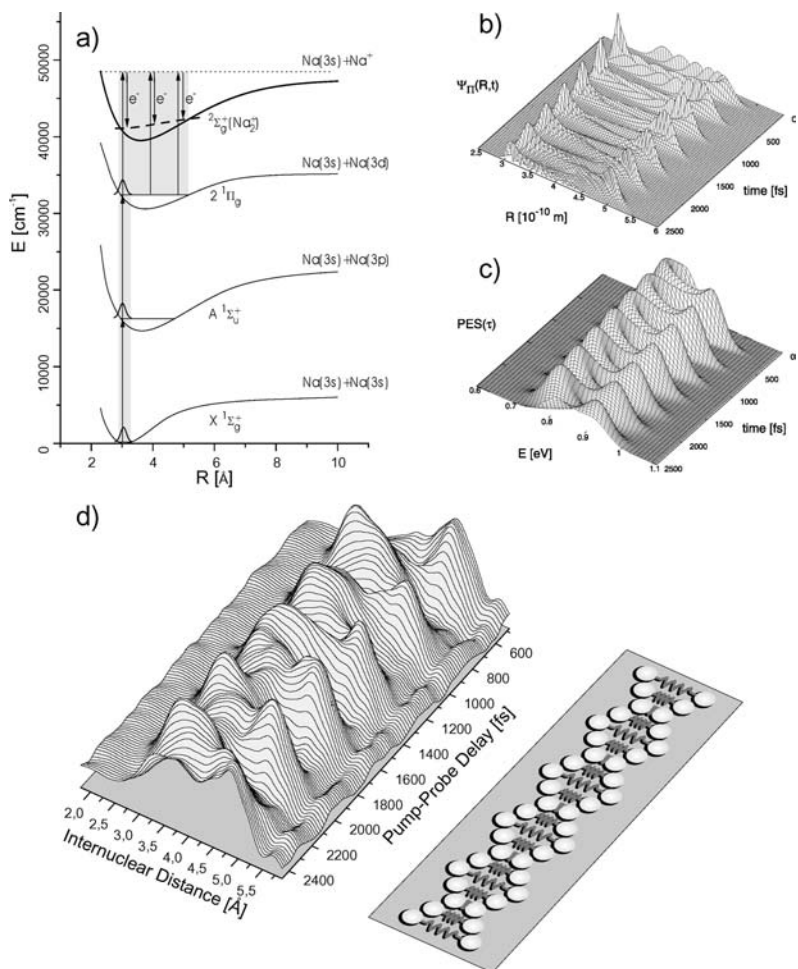 a)
E [cm⁻¹]
50000
40000
30000
20000
10000
0
Na(3s)+Na⁺
e⁻ e⁻ e⁻
²Σg⁺(Na₂⁺)
Na(3s)+Na(3d)
2 ¹Πg
Na(3s)+Na(3p)
A ¹Σu⁺
Na(3s)+Na(3s)
X ¹Σg⁺
2 4 6 8 10
R [Å]
b)
ΨΠ(R,t)
2.5 3 3.5 4 4.5 5 5.5 6
R [10⁻¹⁰ m]
0 500 1000 1500 2000 2500
time [fs]
c)
PES(τ)
0.6 0.7 0.8 0.9 1 1.1
E [eV]
500 1000 1500 2000 2500
time [fs]
d)
2,0 2,5 3,0 3,5 4,0 4,5 5,0 5,5
Internuclear Distance [Å]
600 800 1000 1200 1400 1600 1800 2000 2200 2400
Pump-Probe Delay [fs]